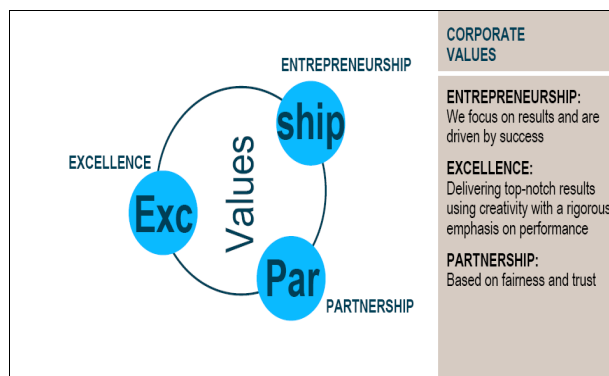 ENTREPRENEURSHIP
ship
EXCELLENCE
Exc
Values
Par
PARTNERSHIP
CORPORATE
VALUES
ENTREPRENEURSHIP:
We focus on results and are
driven by success
EXCELLENCE:
Delivering top-notch results
using creativity with a rigorous
emphasis on performance
PARTNERSHIP:
Based on fairness and trust